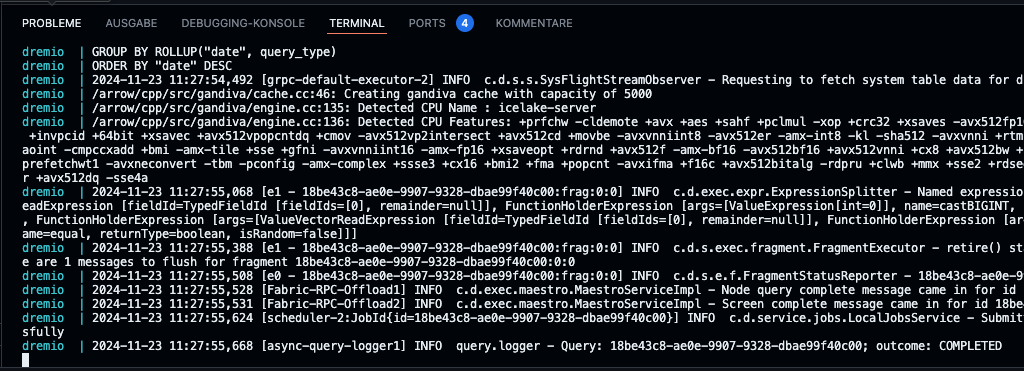 PROBLEME AUSGABE DEBUGGING-KONSOLE TERMINAL PORTS 4 KOMMENTARE
dremio | GROUP BY ROLLUP("date", query_type)
dremio | ORDER BY "date" DESC
dremio | 2024-11-23 11:27:54,492 [grpc-default-executor-2] INFO c.d.s.s.SysFlightStreamObserver - Requesting to fetch system table data for d
dremio | /arrow/cpp/src/gandiva/cache.cc:46: Creating gandiva cache with capacity of 5000
dremio | /arrow/cpp/src/gandiva/engine.cc:135: Detected CPU Name : icelake-server
dremio | /arrow/cpp/src/gandiva/engine.cc:136: Detected CPU Features: +prfchw -cldemote +avx +aes +sahf +pclmul -xop +crc32 +xsaves -avx512fp1
+invpcid +64bit +xsavec +avx512vpopcntdq +cmov -avx512vp2intersect +avx512cd +movbe -avxvnniint8 -avx512er -amx-int8 -kl -sha512 -avxvnni +rtm
aoint -cmpccxadd +bmi -amx-tile +sse +gfni -avxvnniint16 -amx-fp16 +xsaveopt +rdrnd +avx512f -amx-bf16 -avx512bf16 +avx512vnni +cx8 +avx512bw +
prefetchwt1 -avxneconvert -tbm -pconfig -amx-complex +ssse3 +cx16 +bmi2 +fma +popcnt -avxifma +f16c +avx512bitalg -rdpru +clwb +mmx +sse2 +rdse
r +avx512dq -sse4a
dremio | 2024-11-23 11:27:55,068 [e1 - 18be43c8-ae0e-9907-9328-dbae99f40c00:frag:0:0] INFO c.d.exec.expr.ExpressionSplitter - Named expressio
eadExpression [fieldId=TypedFieldId [fieldIds=[0], remainder=null]], FunctionHolderExpression [args=[ValueExpression[int=0]], name=castBIGINT,
, FunctionHolderExpression [args=[ValueVectorReadExpression [fieldId=TypedFieldId [fieldIds=[0], remainder=null]], FunctionHolderExpression [ar
ame=equal, returnType=boolean, isRandom=false]]]
dremio | 2024-11-23 11:27:55,388 [e1 - 18be43c8-ae0e-9907-9328-dbae99f40c00:frag:0:0] INFO c.d.s.exec.fragment.FragmentExecutor - retire() st
e are 1 messages to flush for fragment 18be43c8-ae0e-9907-9328-dbae99f40c00:0:0
dremio | 2024-11-23 11:27:55,508 [e0 - 18be43c8-ae0e-9907-9328-dbae99f40c00:frag:0:0] INFO c.d.s.e.f.FragmentStatusReporter - 18be43c8-ae0e-9
dremio | 2024-11-23 11:27:55,528 [Fabric-RPC-Offload1] INFO c.d.exec.maestro.MaestroServiceImpl - Node query complete message came in for id
dremio | 2024-11-23 11:27:55,531 [Fabric-RPC-Offload2] INFO c.d.exec.maestro.MaestroServiceImpl - Screen complete message came in for id 18be
dremio | 2024-11-23 11:27:55,624 [scheduler-2:JobId{id=18be43c8-ae0e-9907-9328-dbae99f40c00}] INFO c.d.service.jobs.LocalJobsService - Submit
sfully
dremio | 2024-11-23 11:27:55,668 [async-query-logger1] INFO query.logger - Query: 18be43c8-ae0e-9907-9328-dbae99f40c00; outcome: COMPLETED